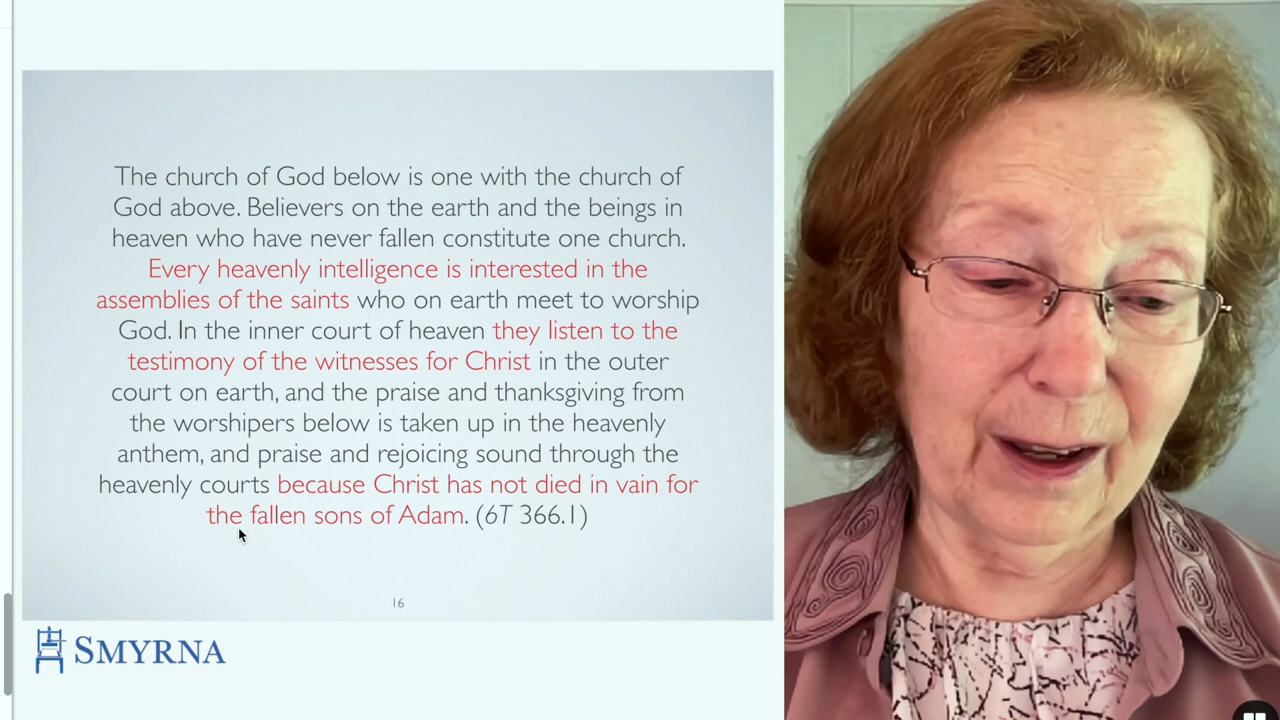 The church of God below is one with the church of
God above. Believers on the earth and the beings in
heaven who have never fallen constitute one church.
Every heavenly intelligence is interested in the
assemblies of the saints who on earth meet to worship
God. In the inner court of heaven they listen to the
testimony of the witnesses for Christ in the outer
court on earth, and the praise and thanksgiving from
the worshipers below is taken up in the heavenly
anthem, and praise and rejoicing sound through the
heavenly courts because Christ has not died in vain for
the fallen sons of Adam. (6T 366.1)
16
SMYRNA